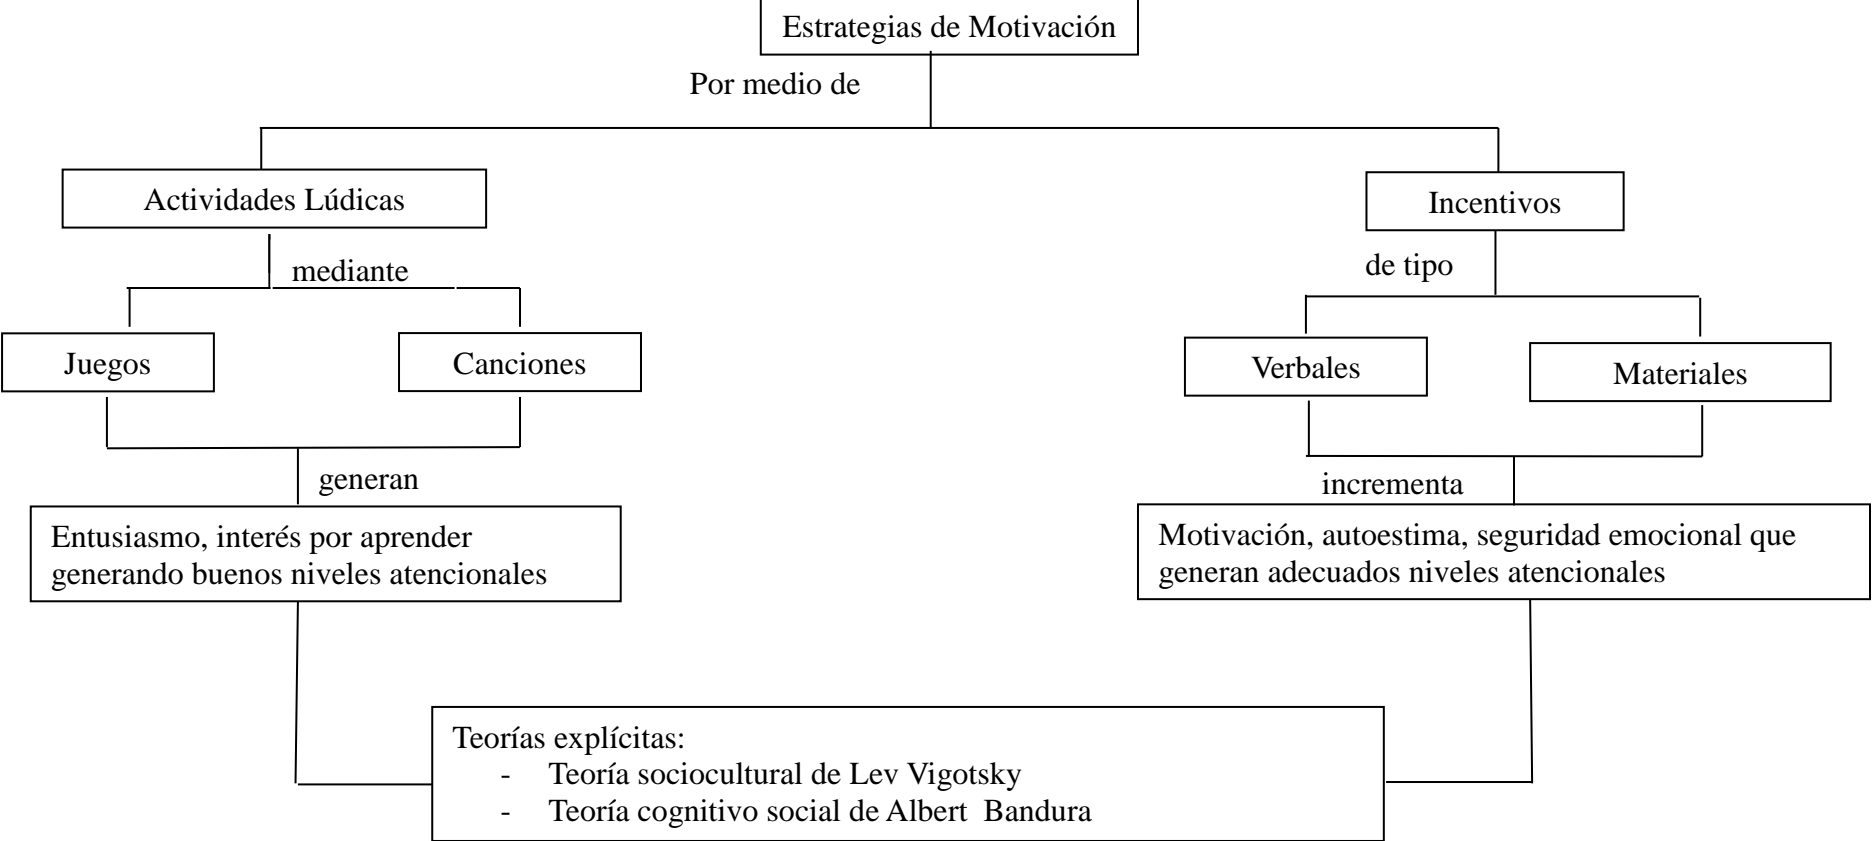 Estrategias de Motivación
Por medio de
Actividades Lúdicas
Incentivos
mediante
de tipo
Juegos
Canciones
Verbales
Materiales
generan
incrementa
Entusiasmo, interés por aprender
generando buenos niveles atencionales
Motivación, autoestima, seguridad emocional que
generan adecuados niveles atencionales
Teorías explícitas:
- Teoría sociocultural de Lev Vigotsky
- Teoría cognitivo social de Albert Bandura